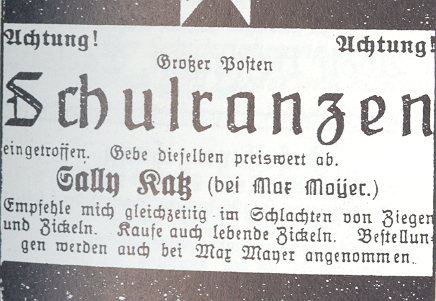 Achtung! Achtung!
Großer Posten
Schulranzen
eingetroffen. Gebe dieselben preiswert ab.
Sally Katz (bei Max Moijer.)
Empfehle mich gleichzeitig im Schlachten von Ziegen
und Zickeln. Kaufe auch lebende Zickeln. Bestellun-
gen werden auch bei Max Mayer angenommen.